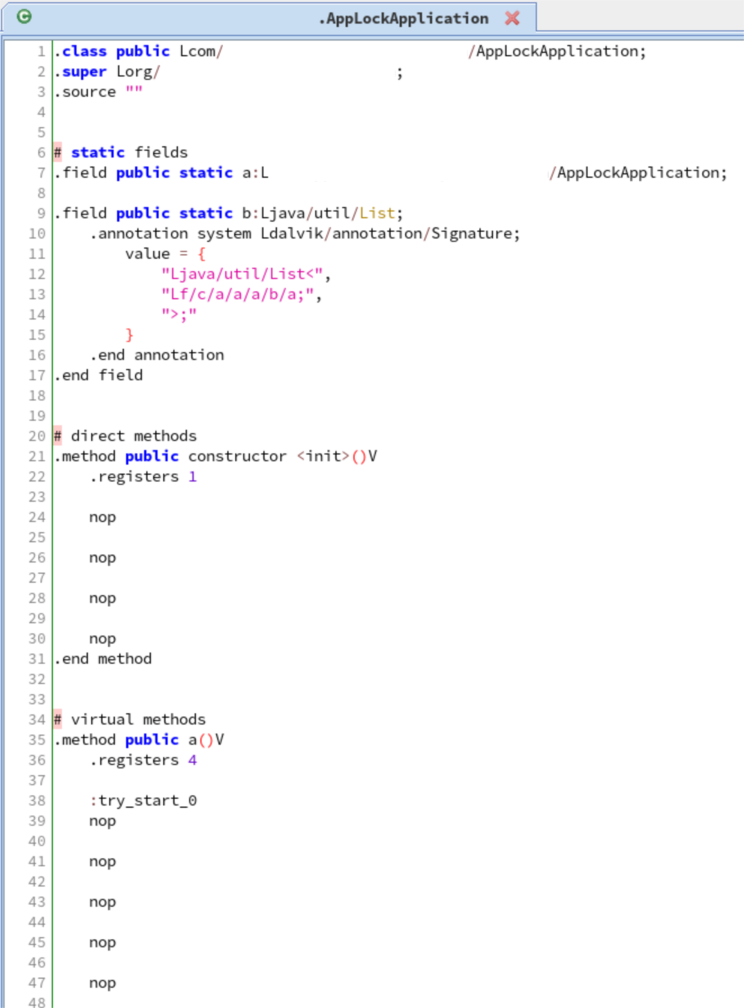 .AppLockApplication
1 .class public Lcom/ /AppLockApplication;
2 .super Lorg/ ;
3 .source ""
4
5
6 # static fields
7 .field public static a:L /AppLockApplication;
8
9 .field public static b:Ljava/util/List;
10 .annotation system Ldalvik/annotation/Signature;
11 value = {
12 "Ljava/util/List<",
13 "Lf/c/a/a/a/b/a;",
14 ">;"
15 }
16 .end annotation
17 .end field
18
19
20 # direct methods
21 .method public constructor <init>()V
22 .registers 1
23
24 nop
25
26 nop
27
28 nop
29
30 nop
31 .end method
32
33
34 # virtual methods
35 .method public a()V
36 .registers 4
37
38 :try_start_0
39 nop
40
41 nop
42
43 nop
44
45 nop
46
47 nop
48